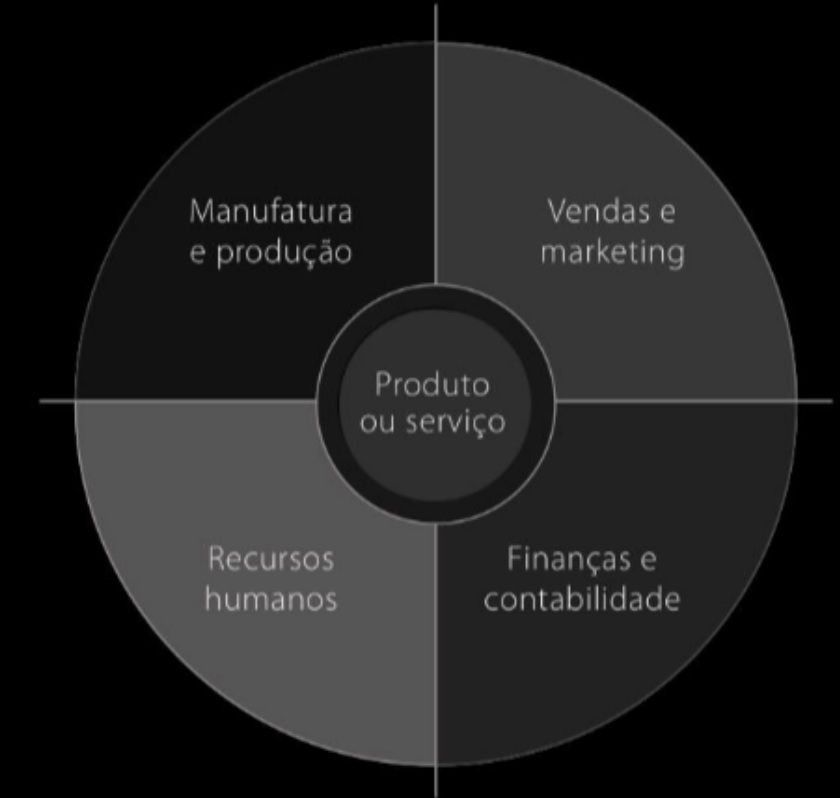 Manufatura
e produção
Vendas e
marketing
Produto
ou serviço
Recursos
humanos
Finanças e
contabilidade